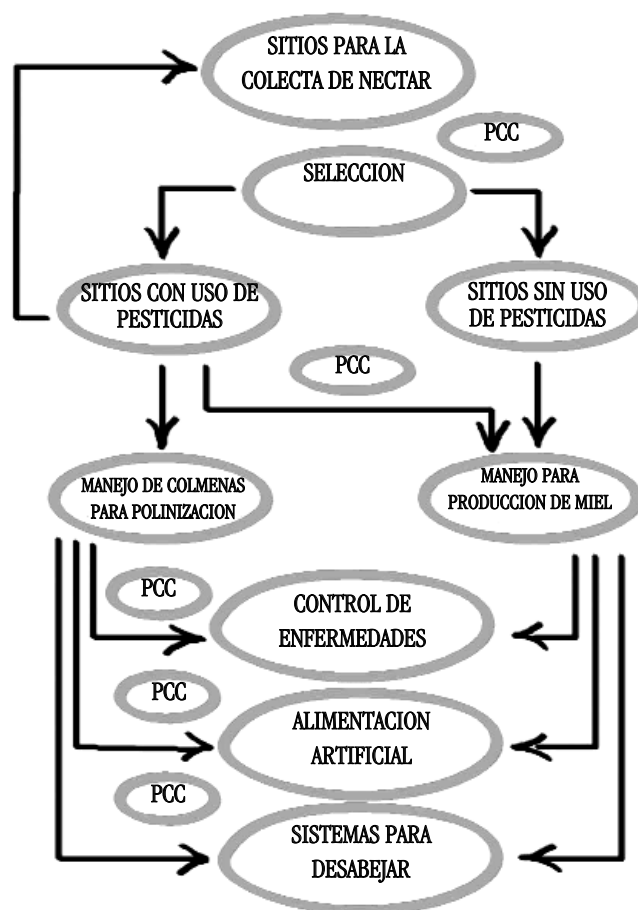 SITIOS PARA LA
COLECTA DE NECTAR
PCC
SELECCION
SITIOS CON USO DE
PESTICIDAS
SITIOS SIN USO
DE PESTICIDAS
PCC
MANEJO DE COLMENAS
PARA POLINIZACION
MANEJO PARA
PRODUCCION DE MIEL
PCC
CONTROL DE
ENFERMEDADES
PCC
ALIMENTACION
ARTIFICIAL
PCC
SISTEMAS PARA
DESABEJAR